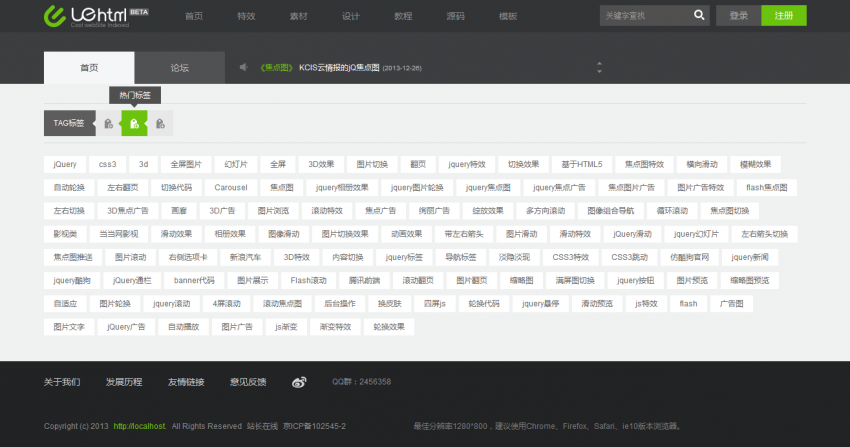 UEhtml BETA
Cool webSite Indexed
首页 特效 素材 设计 教程 源码 模板 关键字查找 登录 注册
首页 论坛 《焦点图》 KCIS云情报的jQ焦点图 (2013-12-26)
热门标签
TAG标签
jQuery css3 3d 全屏图片 幻灯片 全屏 3D效果 图片切换 翻页 jquery特效 切换效果 基于HTML5 焦点图特效 横向滑动 模糊效果
自动轮换 左右翻页 切换代码 Carousel 焦点图 jquery相册效果 jquery图片轮换 jquery焦点图 jquery焦点广告 焦点图片广告 图片广告特效 flash焦点图
左右切换 3D焦点广告 画廊 3D广告 图片浏览 滚动特效 焦点广告 绚丽广告 绽放效果 多方向滚动 图像组合导航 循环滚动 焦点图切换
影视类 当当网影视 滑动效果 相册效果 图像滑动 图片切换效果 动画效果 带左右箭头 图片滑动 滑动特效 jQuery滑动 jquery幻灯片 左右箭头切换
焦点图推送 图片滚动 右侧选项卡 新浪汽车 3D特效 内容切换 jquery标签 导航标签 淡隐淡现 CSS3特效 CSS3跳动 仿酷狗官网 jquery新闻
jquery酷狗 jQuery通栏 banner代码 图片展示 Flash滚动 腾讯前端 滚动翻页 图片翻页 缩略图 满屏图切换 jquery按钮 图片预览 缩略图预览
自适应 图片轮换 jquery滚动 4屏滚动 滚动焦点图 后台操作 换皮肤 四屏js 轮换代码 jquery悬停 滑动预览 js特效 flash 广告图
图片文字 jQuery广告 自动播放 图片广告 js渐变 渐变特效 轮换效果
关于我们 发展历程 友情链接 意见反馈 QQ群：2456358
Copyright (c) 2013 http://localhost. All Rights Reserved 站长在线 京ICP备102545-2 最佳分辨率1280*800，建议使用Chrome、Firefox、Safari、ie10版本浏览器。